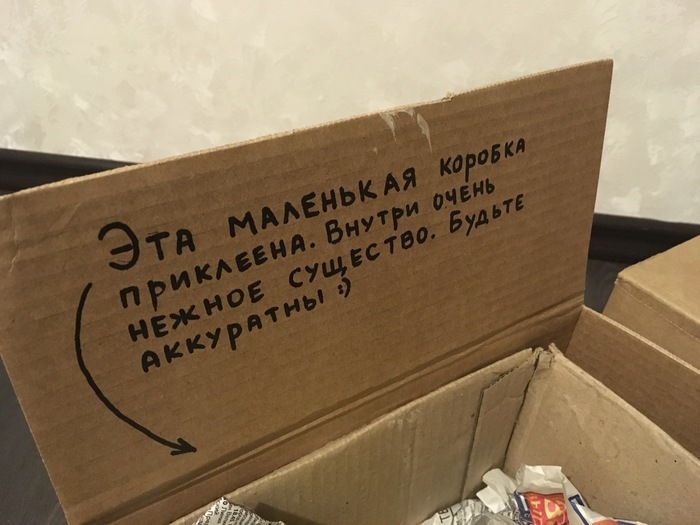 Эта маленькая коробка
приклеена. Внутри очень
нежное существо. Будьте
аккуратны :)